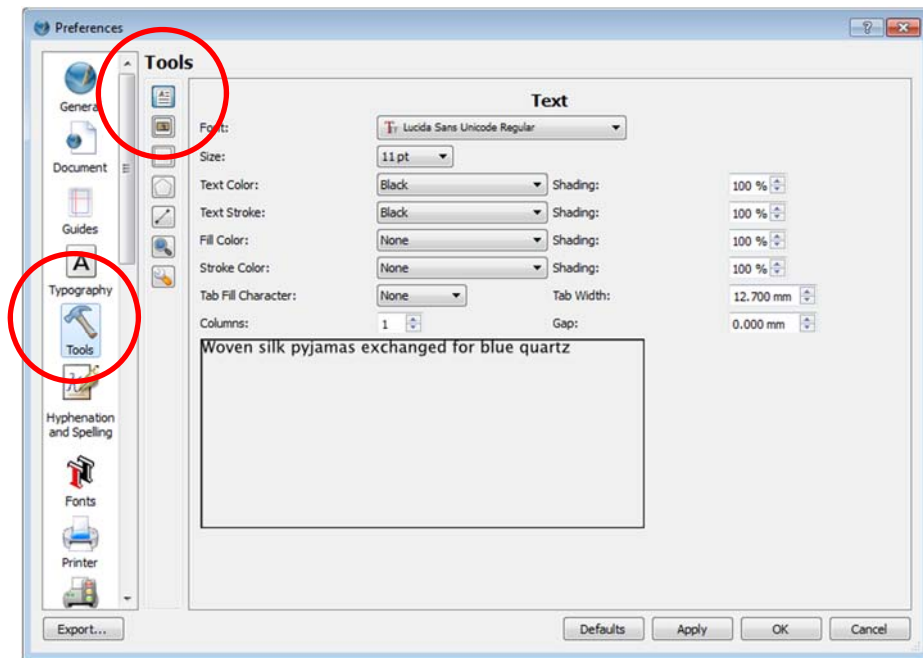 Preferences
Tools
General
Document
Guides
A
Typography
Tools
Hyphenation
and Spelling
Fonts
Printer
Text
Font: Lucida Sans Unicode Regular
Size: 11 pt
Text Color: Black Shading: 100 %
Text Stroke: Black Shading: 100 %
Fill Color: None Shading: 100 %
Stroke Color: None Shading: 100 %
Tab Fill Character: None Tab Width: 12.700 mm
Columns: 1 Gap: 0.000 mm
Woven silk pyjamas exchanged for blue quartz
Export... Defaults Apply OK Cancel